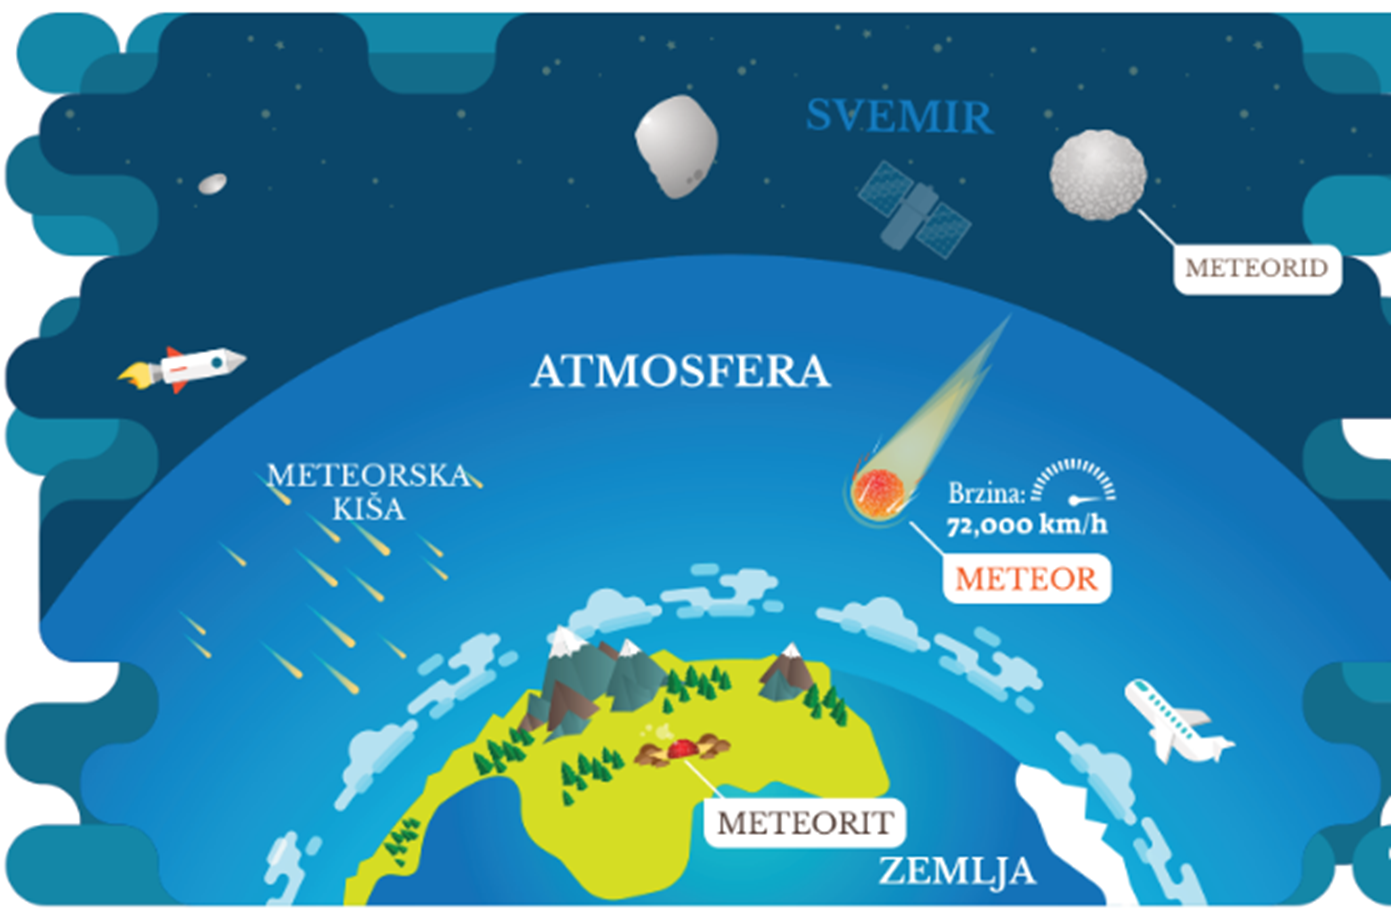 SVEMIR
METEORID
ATMOSFERA
METEORSKA
KIŠA
Brzina:
72,000 km/h
METEOR
METEORIT
ZEMLJA